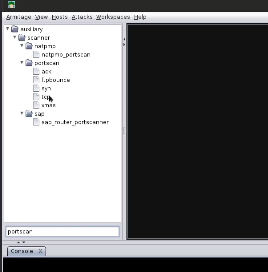 Armitage View Hosts Attacks Workspaces Help
auxiliary
scanner
natpmp
natpmp_portscan
portscan
ack
ftpbounce
syn
tcp
xmas
sap
sap_router_portscanner
portscan
Console X